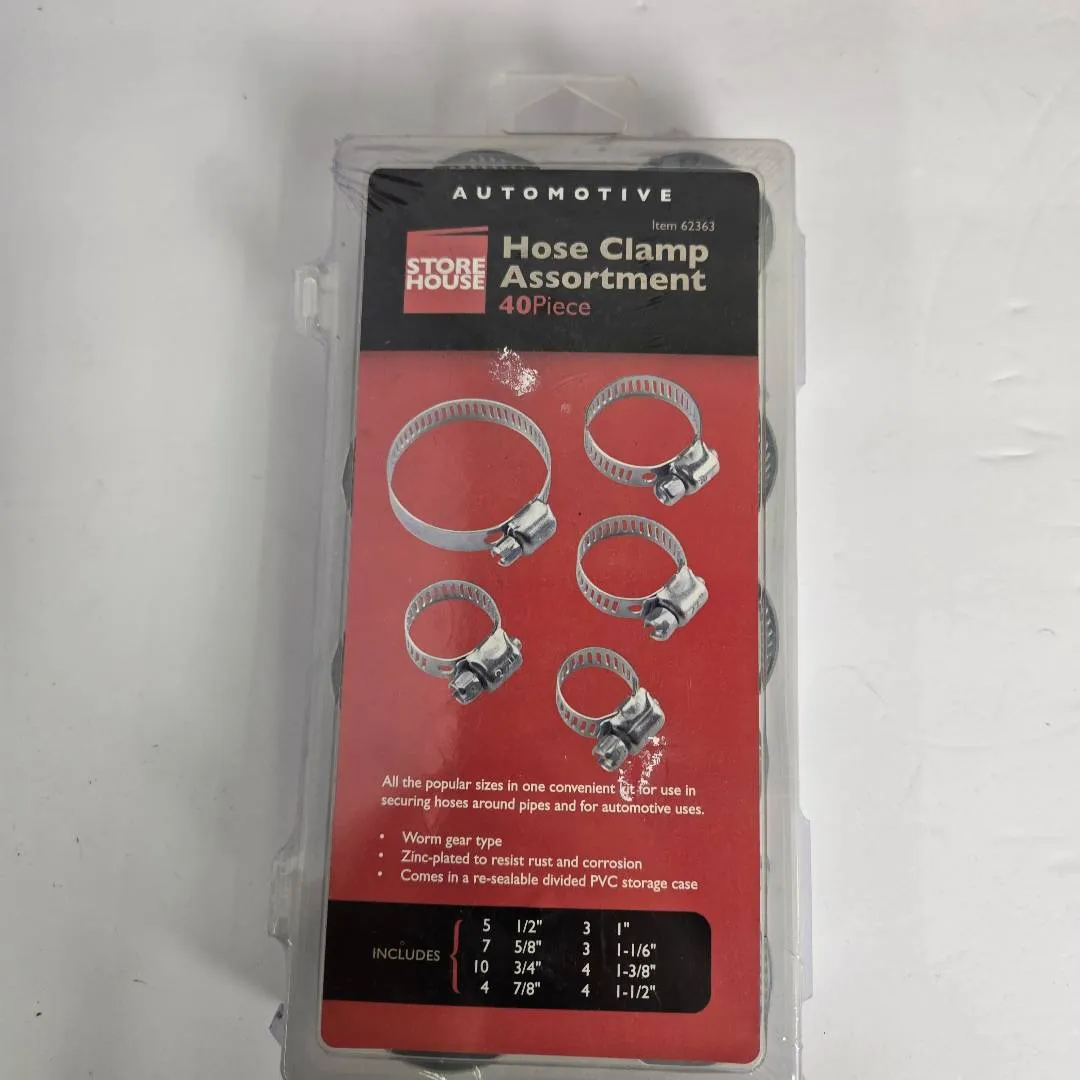 AUTOMOTIVE
Item 62363
STORE
HOUSE
Hose Clamp
Assortment
40Piece
All the popular sizes in one convenient kit for use in
securing hoses around pipes and for automotive uses.
• Worm gear type
• Zinc-plated to resist rust and corrosion
• Comes in a re-sealable divided PVC storage case
INCLUDES
5 1/2" 3 1"
7 5/8" 3 1-1/6"
10 3/4" 4 1-3/8"
4 7/8" 4 1-1/2"